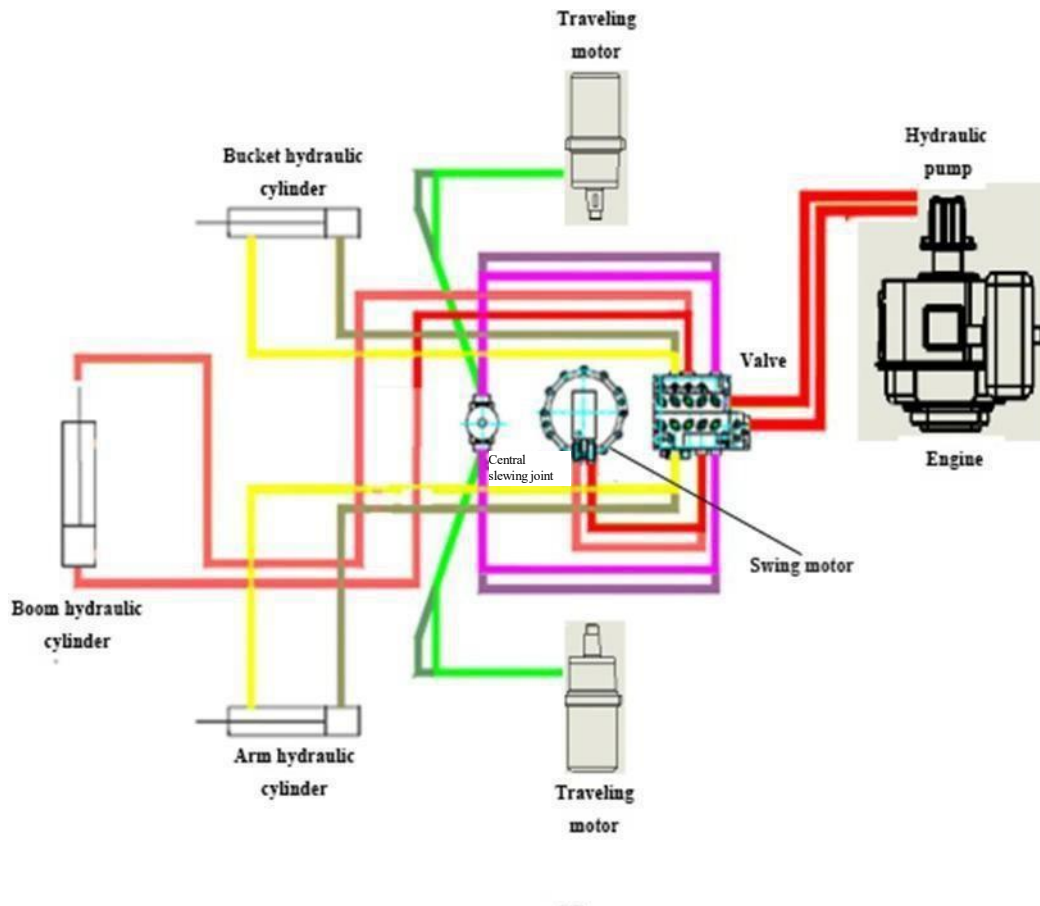 Traveling
motor
Hydraulic
pump
Bucket hydraulic
cylinder
Valve
Central
slewing joint
Engine
Swing motor
Boom hydraulic
cylinder
Arm hydraulic
cylinder
Traveling
motor